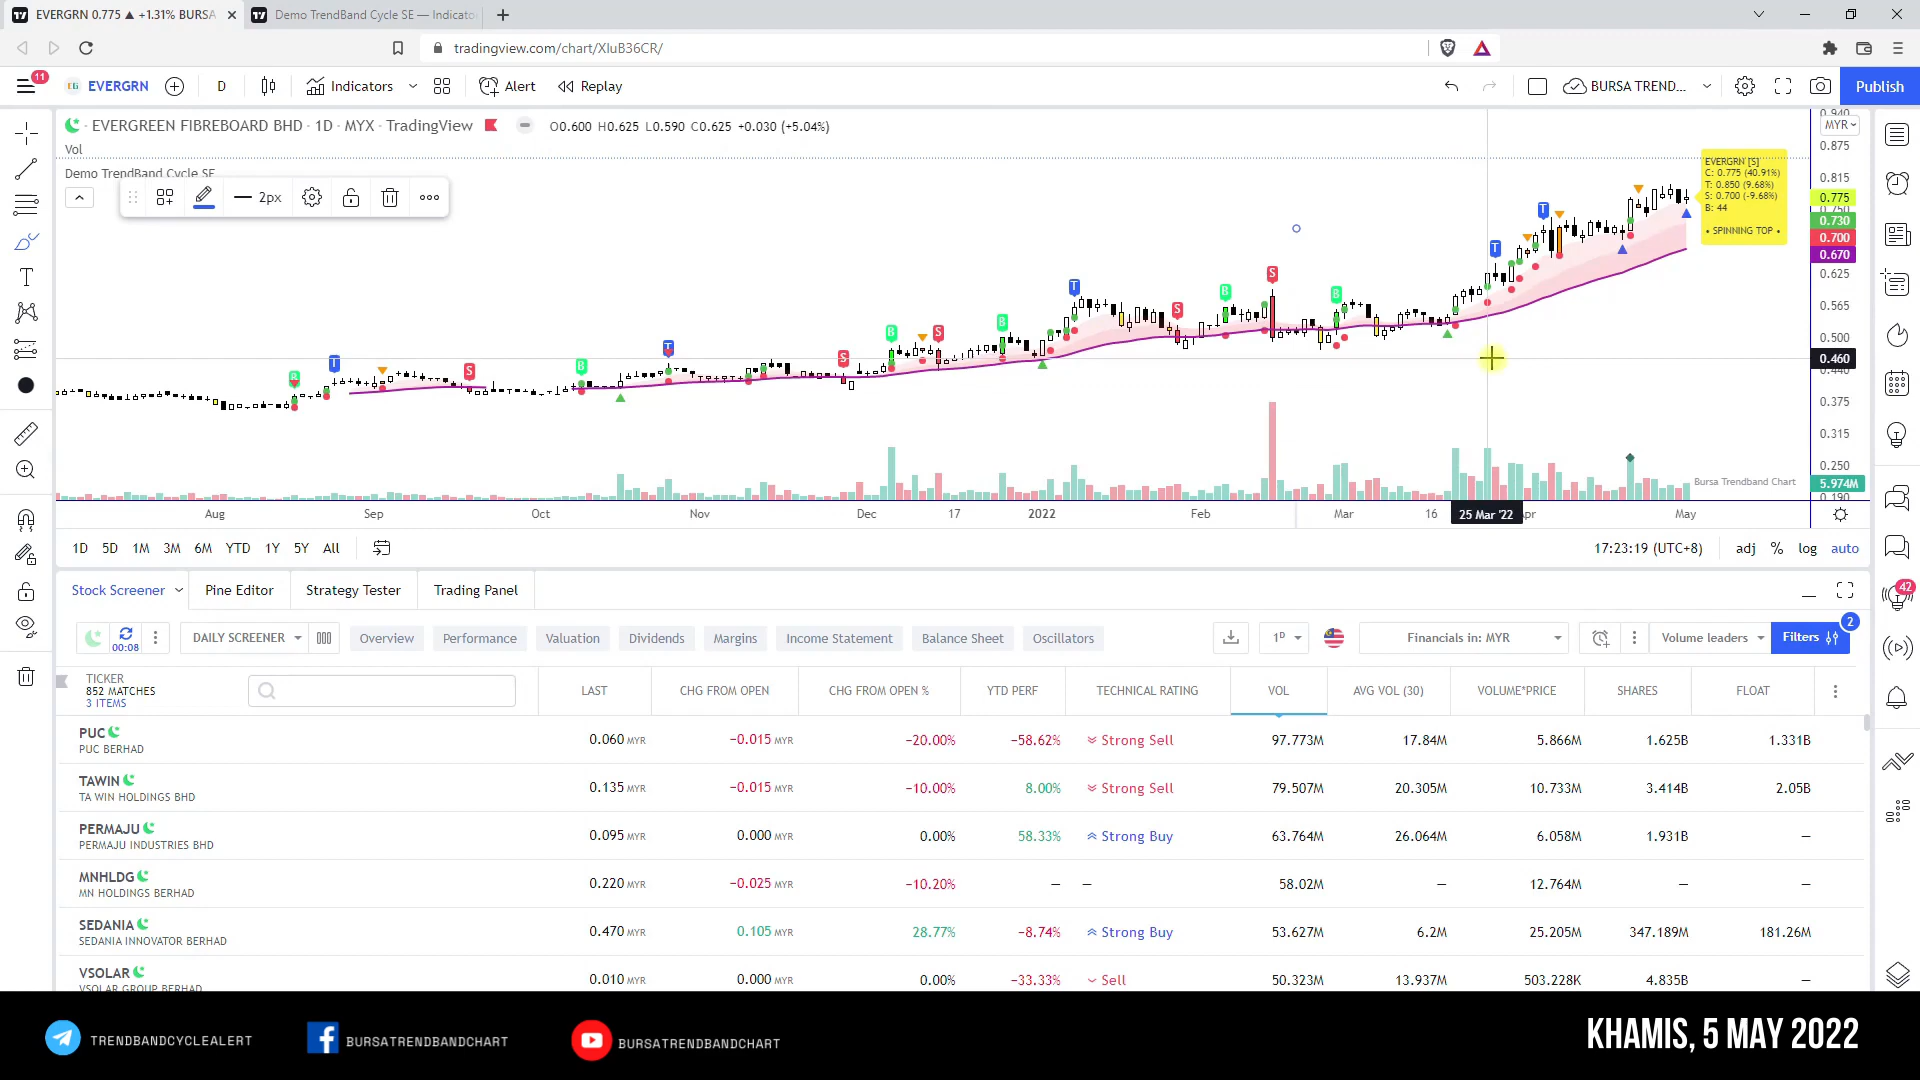 EVERGRN 0.775 ▲ +1.31% BURSA
Demo TrendBand Cycle SE — Indicato
tradingview.com/chart/XluB36CR/
11
EG EVERGRN D Indicators Alert Replay BURSA TREND... Publish
EVERGREEN FIBREBOARD BHD · 1D · MYX · TradingView O0.600 H0.625 L0.590 C0.625 +0.030 (+5.04%)
Vol
Demo TrendBand Cycle SE
2px
EVERGRN [S]
C: 0.775 (40.91%)
T: 0.850 (9.68%)
S: 0.700 (-9.68%)
B: 44
• SPINNING TOP •
0.940
MYR
0.875
0.815
0.775
0.750
0.730
0.700
0.670
0.625
0.565
0.500
0.460
0.440
0.375
0.315
0.250
5.974M
0.190
B T S B T S B S B T S B S B T T
Bursa Trendband Chart
Aug Sep Oct Nov Dec 17 2022 Feb Mar 16 25 Mar '22 Apr May
1D 5D 1M 3M 6M YTD 1Y 5Y All 17:23:19 (UTC+8) adj % log auto
Stock Screener Pine Editor Strategy Tester Trading Panel
42
00:08 DAILY SCREENER Overview Performance Valuation Dividends Margins Income Statement Balance Sheet Oscillators 1D Financials in: MYR Volume leaders Filters 2
TICKER
852 MATCHES
3 ITEMS
LAST CHG FROM OPEN CHG FROM OPEN % YTD PERF TECHNICAL RATING VOL AVG VOL (30) VOLUME*PRICE SHARES FLOAT
PUC
PUC BERHAD
0.060 MYR −0.015 MYR −20.00% −58.62% Strong Sell 97.773M 17.84M 5.866M 1.625B 1.331B
TAWIN
TA WIN HOLDINGS BHD
0.135 MYR −0.015 MYR −10.00% 8.00% Strong Sell 79.507M 20.305M 10.733M 3.414B 2.05B
PERMAJU
PERMAJU INDUSTRIES BHD
0.095 MYR 0.000 MYR 0.00% 58.33% Strong Buy 63.764M 26.064M 6.058M 1.931B —
MNHLDG
MN HOLDINGS BERHAD
0.220 MYR −0.025 MYR −10.20% — — 58.02M — 12.764M — —
SEDANIA
SEDANIA INNOVATOR BERHAD
0.470 MYR 0.105 MYR 28.77% −8.74% Strong Buy 53.627M 6.2M 25.205M 347.189M 181.26M
VSOLAR
VSOLAR GROUP BERHAD
0.010 MYR 0.000 MYR 0.00% −33.33% Sell 50.323M 13.937M 503.228K 4.835B —
TRENDBANDCYCLEALERT BURSATRENDBANDCHART BURSATRENDBANDCHART
KHAMIS, 5 MAY 2022